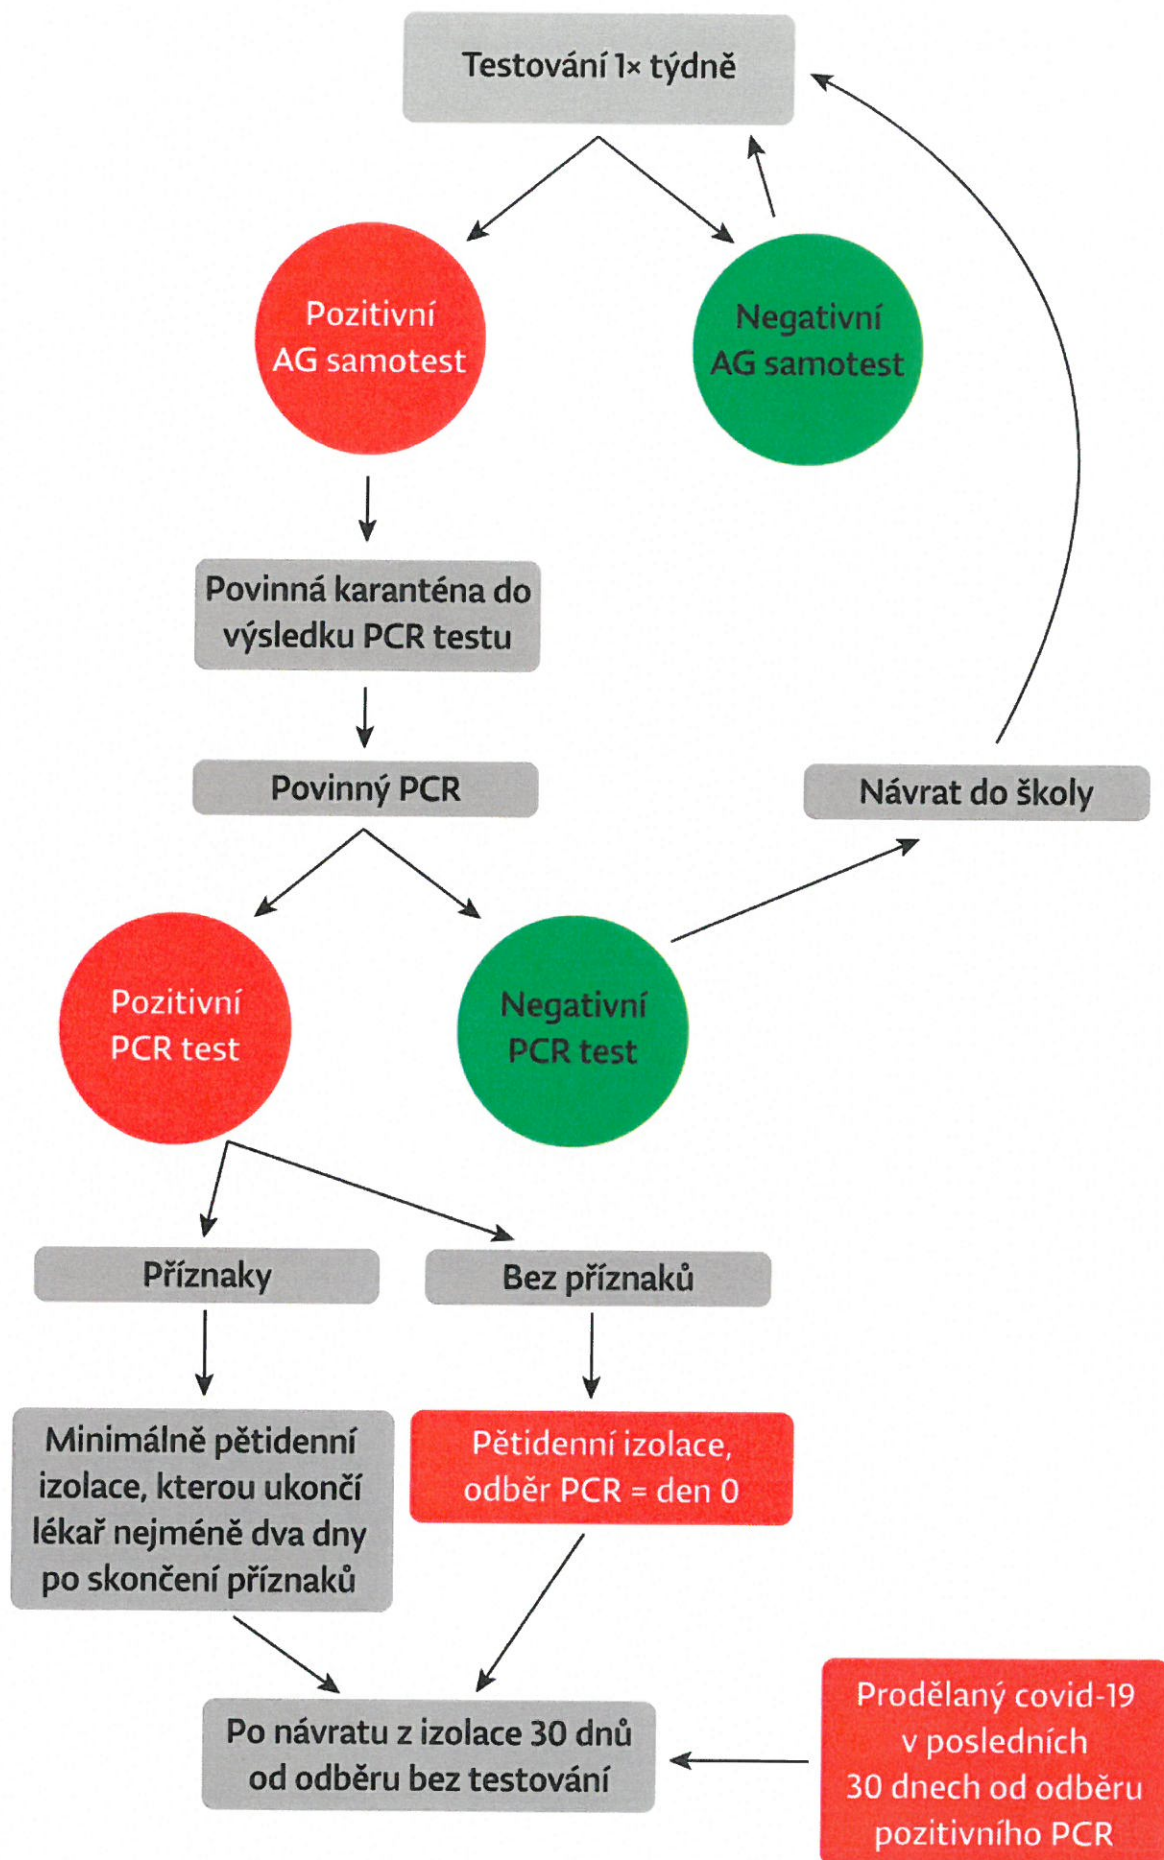 Testování 1× týdně
Pozitivní
AG samotest
Negativní
AG samotest
Povinná karanténa do
výsledku PCR testu
Povinný PCR
Návrat do školy
Pozitivní
PCR test
Negativní
PCR test
Příznaky
Bez příznaků
Minimálně pětidenní
izolace, kterou ukončí
lékař nejméně dva dny
po skončení příznaků
Pětidenní izolace,
odběr PCR = den 0
Po návratu z izolace 30 dnů
od odběru bez testování
Prodělaný covid-19
v posledních
30 dnech od odběru
pozitivního PCR